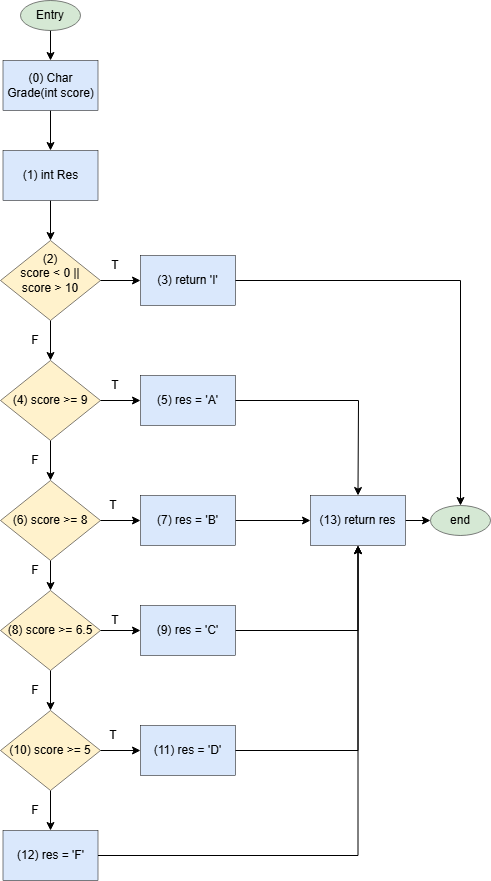 Entry
(0) Char
Grade(int score)
(1) int Res
(2)
score < 0 ||
score > 10
T
(3) return 'I'
F
(4) score >= 9
T
(5) res = 'A'
F
(6) score >= 8
T
(7) res = 'B'
(13) return res
end
F
(8) score >= 6.5
T
(9) res = 'C'
F
(10) score >= 5
T
(11) res = 'D'
F
(12) res = 'F'